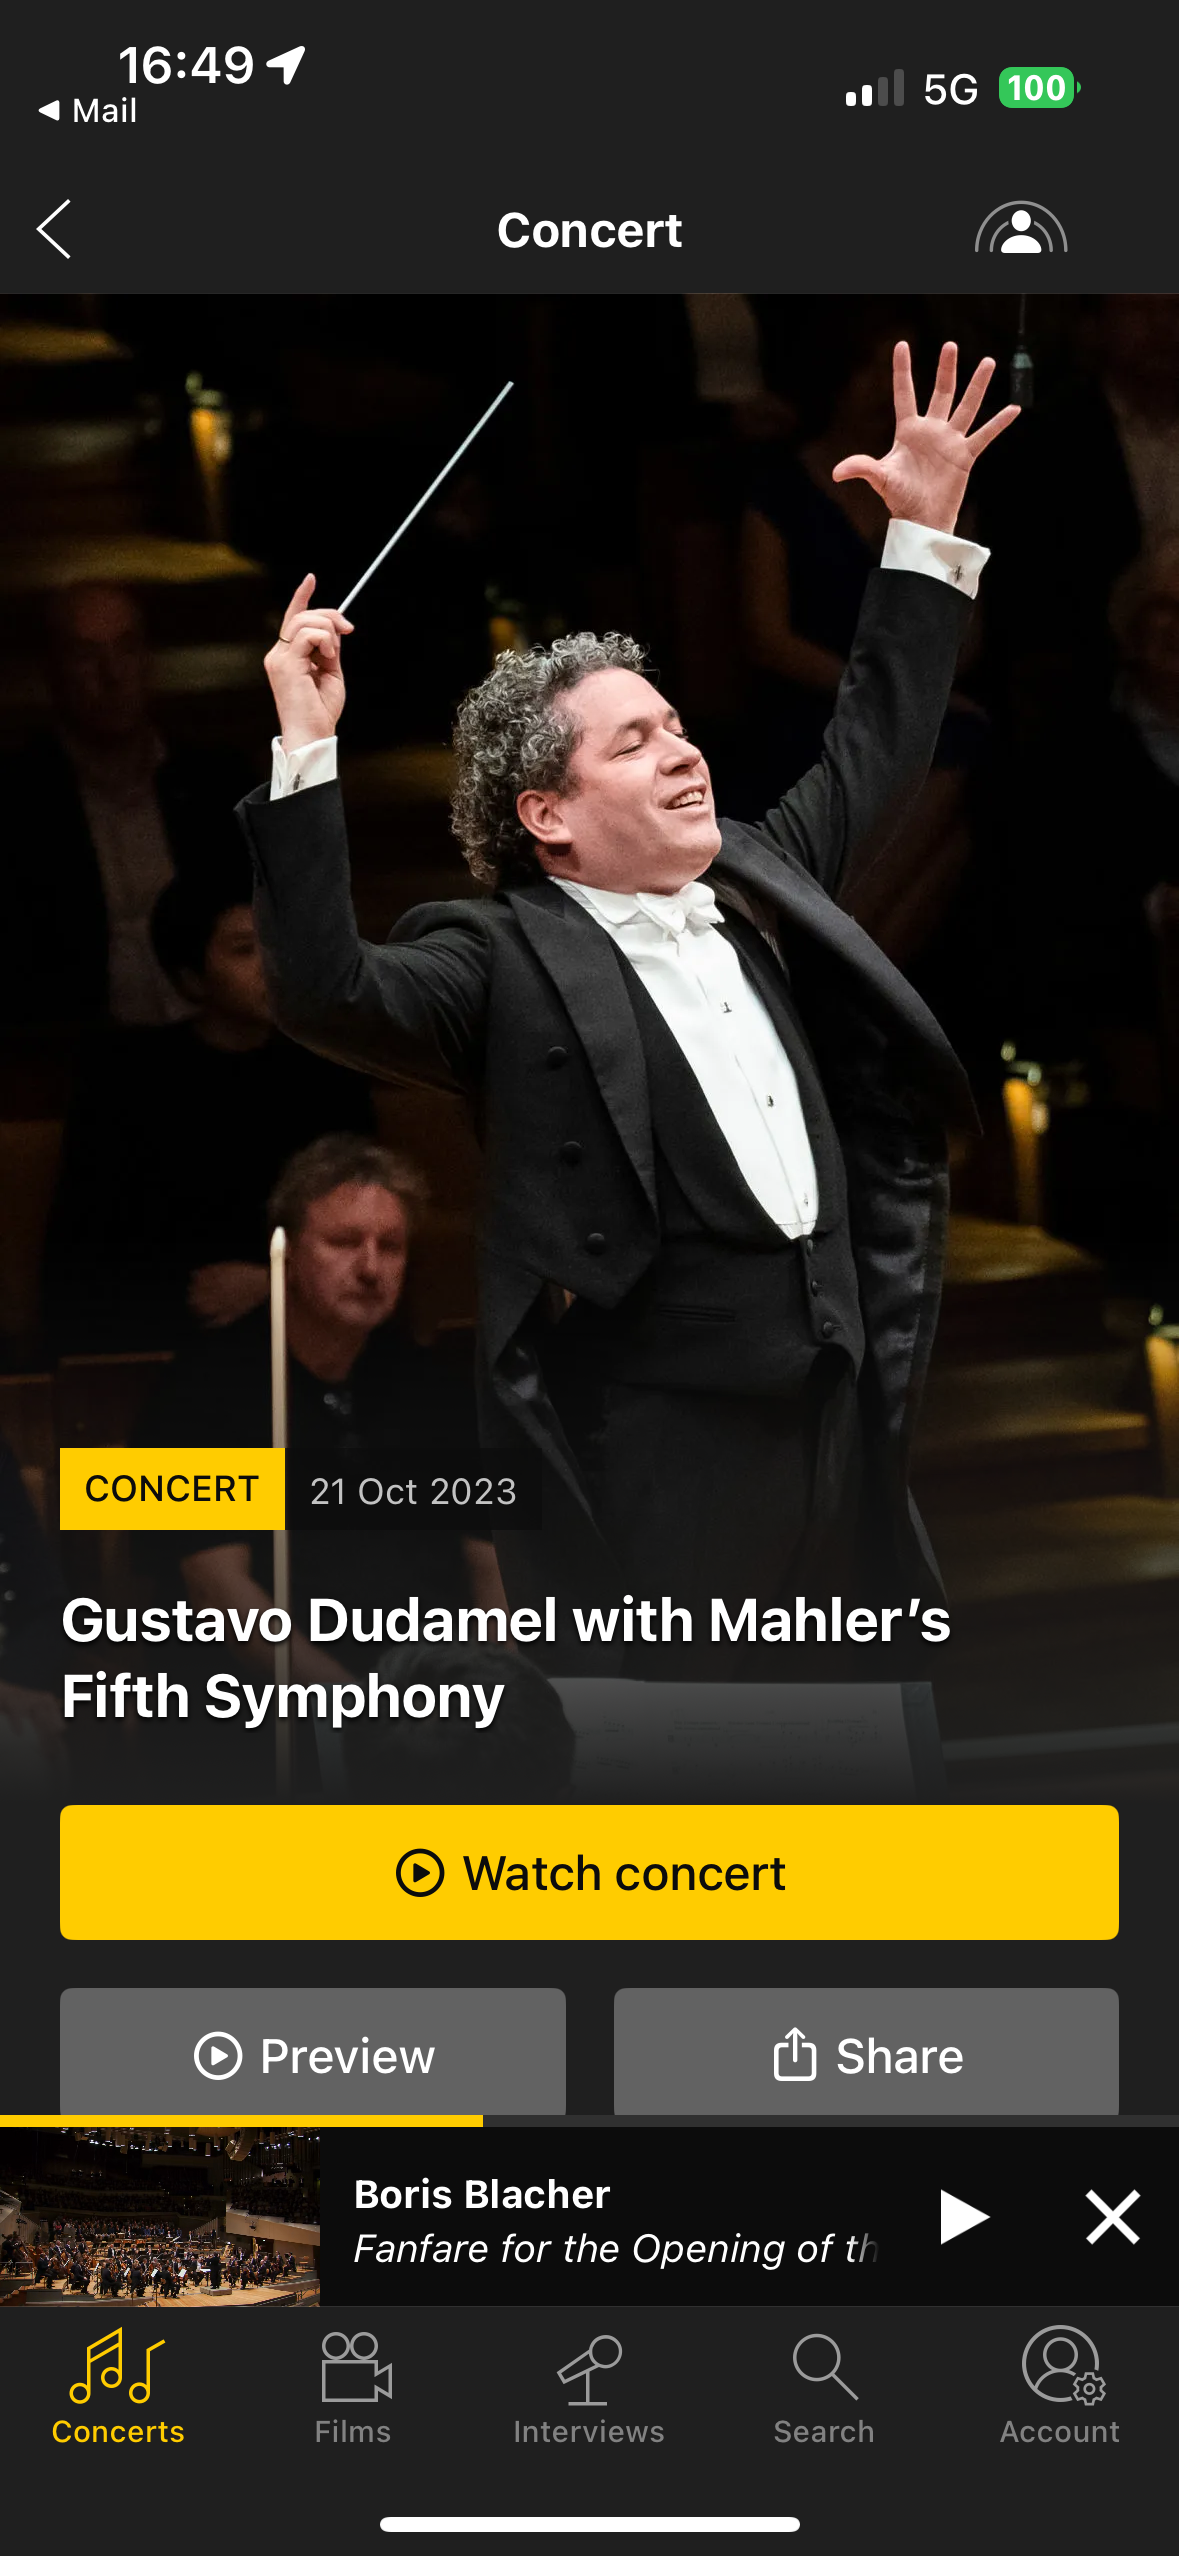 16:49
Mail
5G
100
Concert
CONCERT
21 Oct 2023
Gustavo Dudamel with Mahler’s
Fifth Symphony
Watch concert
Preview
Share
Boris Blacher
Fanfare for the Opening of th
Concerts
Films
Interviews
Search
Account